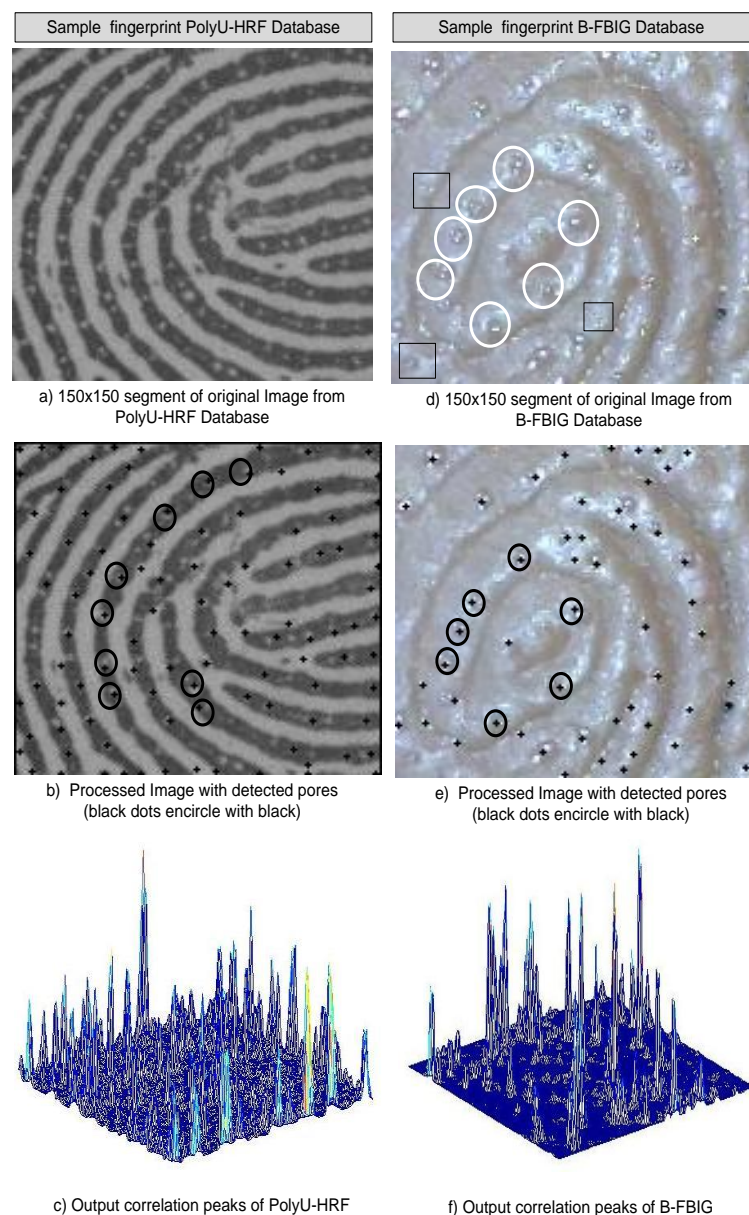 Sample fingerprint PolyU-HRF Database
Sample fingerprint B-FBIG Database
a) 150x150 segment of original Image from
PolyU-HRF Database
d) 150x150 segment of original Image from
B-FBIG Database
b) Processed Image with detected pores
(black dots encircle with black)
e) Processed Image with detected pores
(black dots encircle with black)
c) Output correlation peaks of PolyU-HRF
f) Output correlation peaks of B-FBIG